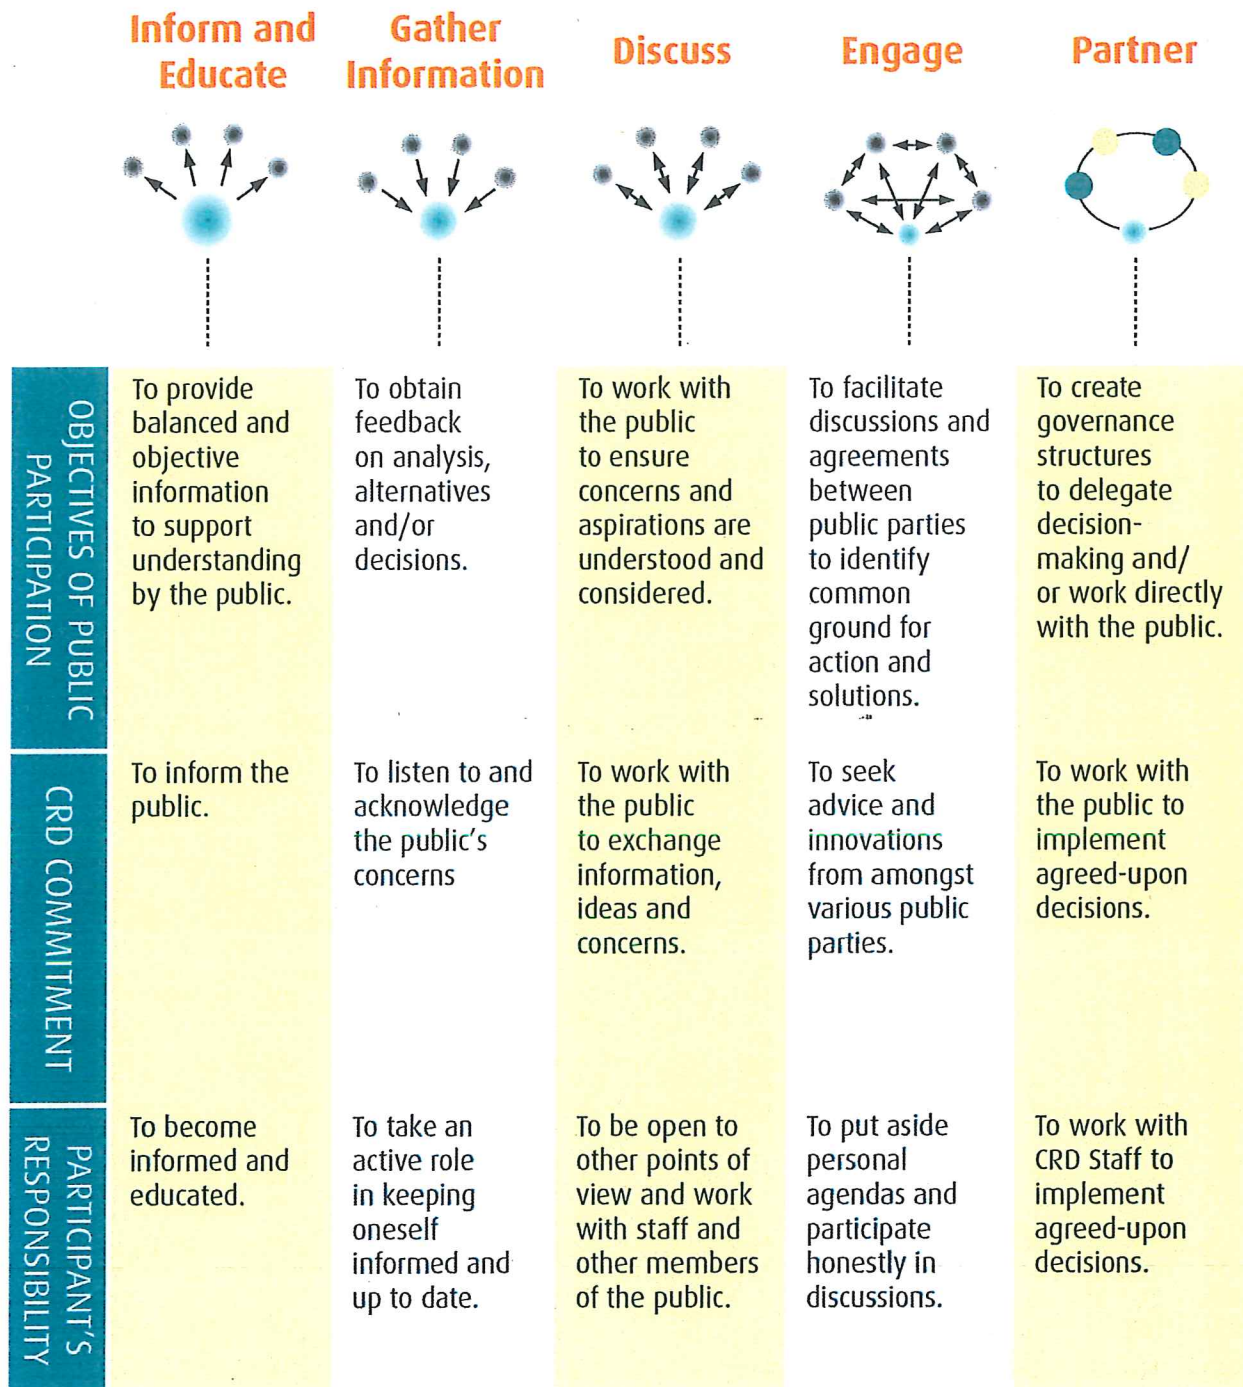 Inform and
Educate
Gather
Information
Discuss
Engage
Partner
OBJECTIVES OF PUBLIC
PARTICIPATION
To provide
balanced and
objective
information
to support
understanding
by the public.
To obtain
feedback
on analysis,
alternatives
and/or
decisions.
To work with
the public
to ensure
concerns and
aspirations are
understood and
considered.
To facilitate
discussions and
agreements
between
public parties
to identify
common
ground for
action and
solutions.
To create
governance
structures
to delegate
decision-
making and/
or work directly
with the public.
CRD COMMITMENT
To inform the
public.
To listen to and
acknowledge
the public's
concerns
To work with
the public
to exchange
information,
ideas and
concerns.
To seek
advice and
innovations
from amongst
various public
parties.
To work with
the public to
implement
agreed-upon
decisions.
PARTICIPANT'S
RESPONSIBILITY
To become
informed and
educated.
To take an
active role
in keeping
oneself
informed and
up to date.
To be open to
other points of
view and work
with staff and
other members
of the public.
To put aside
personal
agendas and
participate
honestly in
discussions.
To work with
CRD Staff to
implement
agreed-upon
decisions.